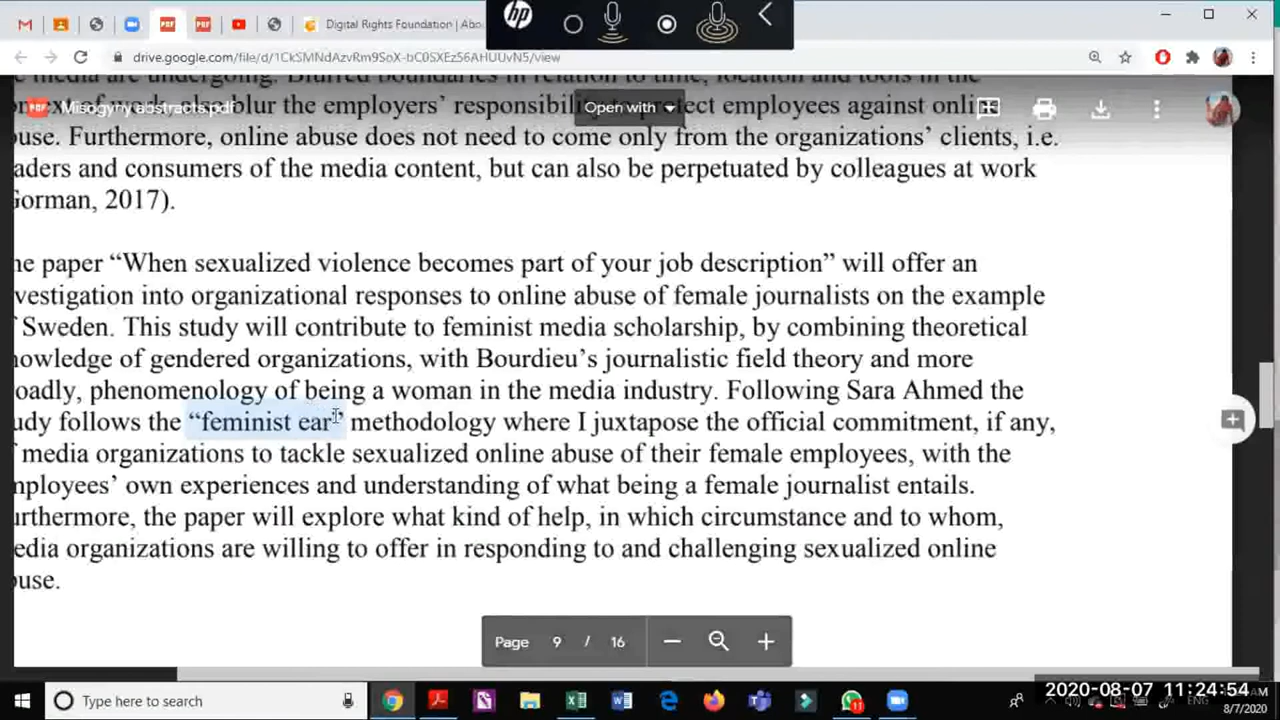 Digital Rights Foundation | Abo
hp
drive.google.com/file/d/1CkSMNdAzvRm9SoX-bC0SXEz56AHUUvN5/view
e media are undergoing. Blurred boundaries in relation to time, location and tools in the
Misogyny abstracts.pdf
Open with
blur the employers’ responsibili tect employees against onli
use. Furthermore, online abuse does not need to come only from the organizations’ clients, i.e.
aders and consumers of the media content, but can also be perpetuated by colleagues at work
Gorman, 2017).
he paper “When sexualized violence becomes part of your job description” will offer an
vestigation into organizational responses to online abuse of female journalists on the example
f Sweden. This study will contribute to feminist media scholarship, by combining theoretical
nowledge of gendered organizations, with Bourdieu’s journalistic field theory and more
oadly, phenomenology of being a woman in the media industry. Following Sara Ahmed the
udy follows the “feminist ear” methodology where I juxtapose the official commitment, if any,
f media organizations to tackle sexualized online abuse of their female employees, with the
mployees’ own experiences and understanding of what being a female journalist entails.
urthermore, the paper will explore what kind of help, in which circumstance and to whom,
edia organizations are willing to offer in responding to and challenging sexualized online
buse.
Page 9 / 16
Type here to search
2020-08-07 11:24:54 AM
8/7/2020